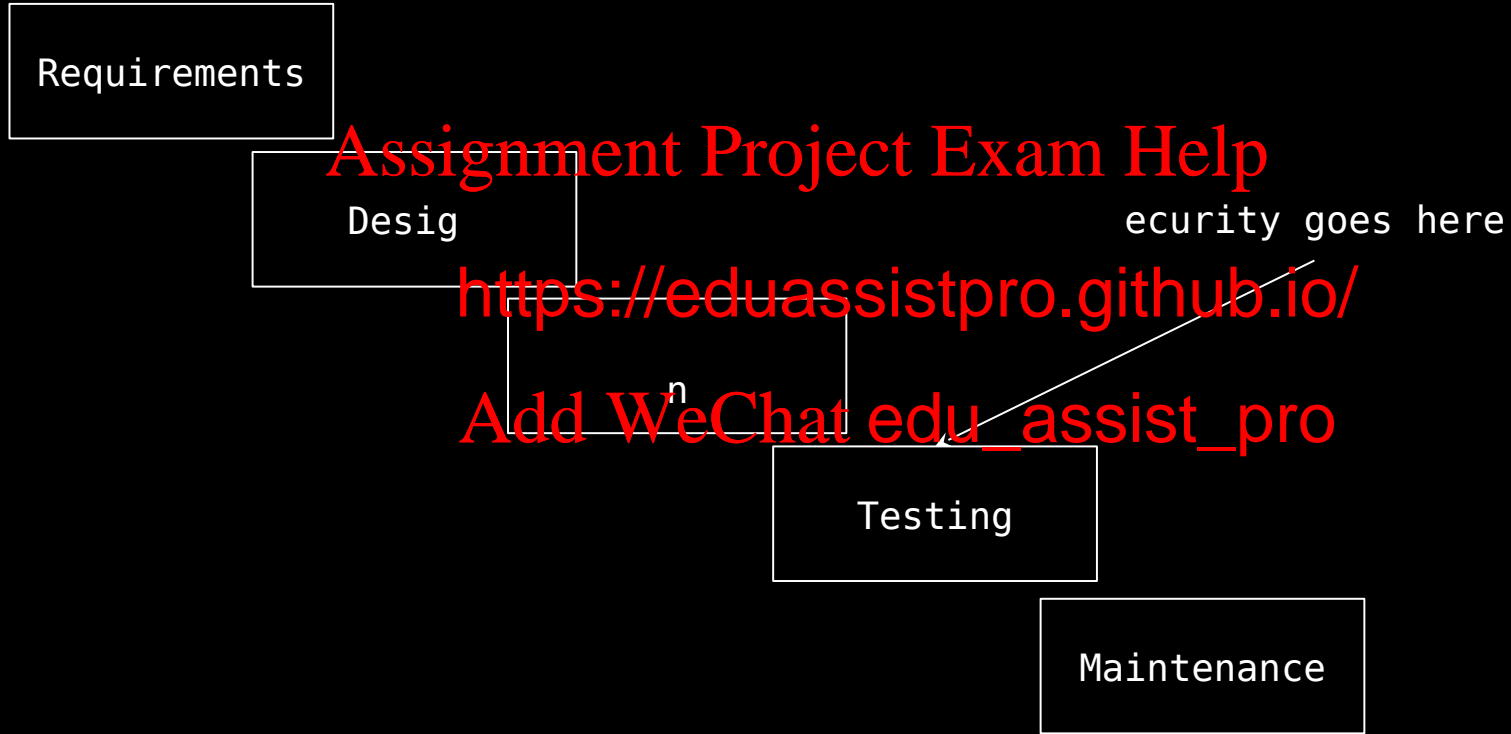 Requirements
Assignment Project Exam Help
Desig
ecurity goes here
https://eduassistpro.github.io/
n
Add WeChat edu_assist_pro
Testing
Maintenance